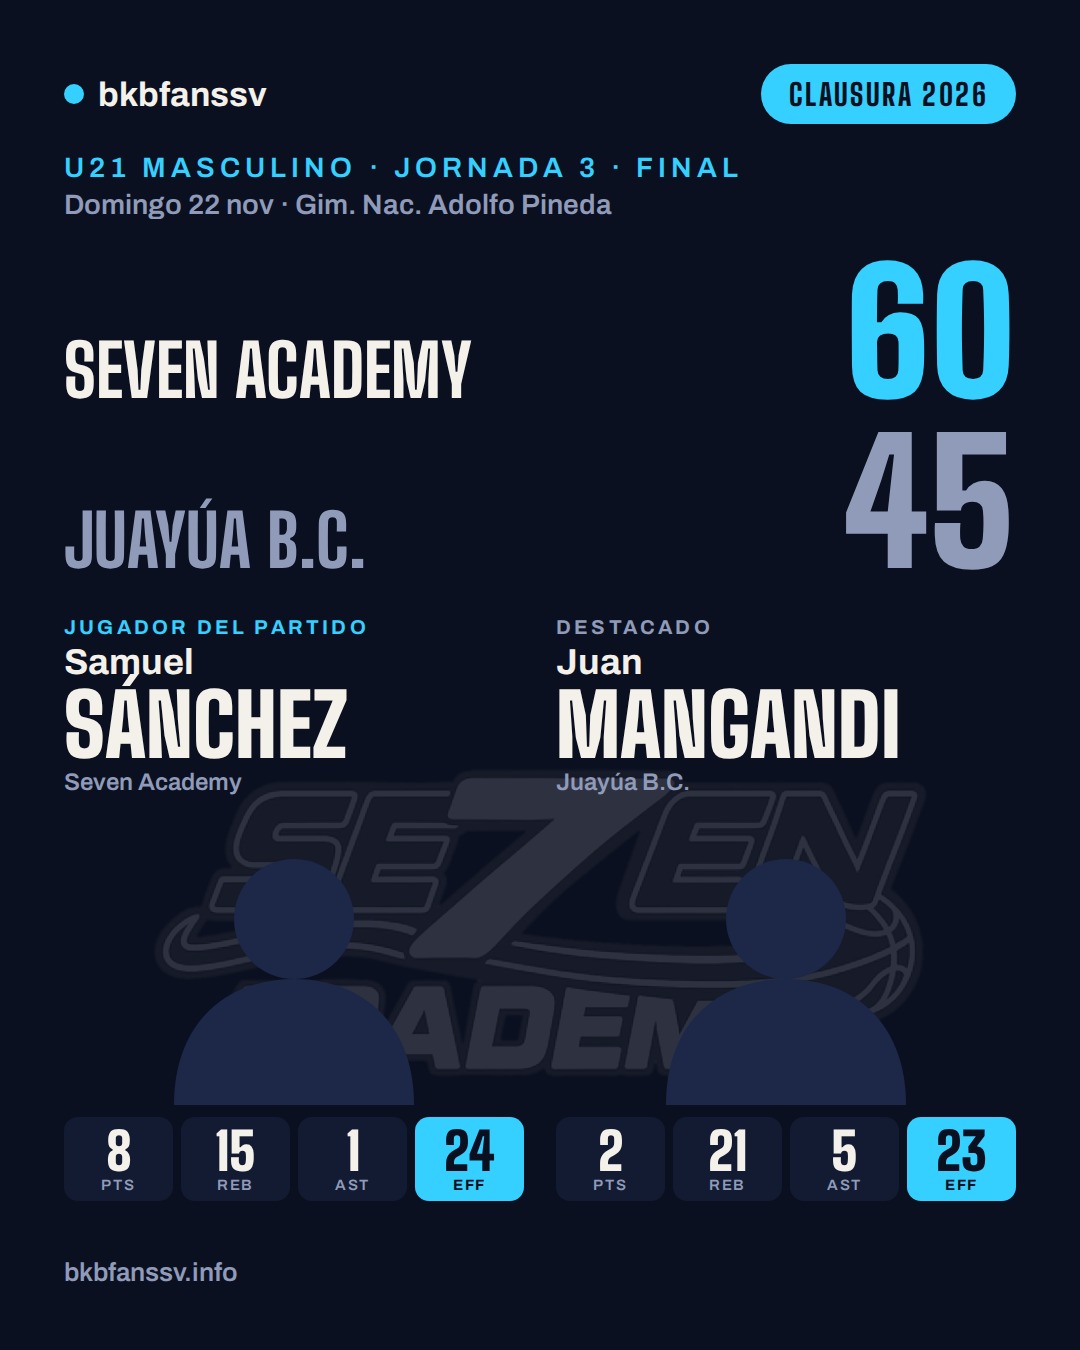 bkbfanssv
CLAUSURA 2026
U21 MASCULINO · JORNADA 3 · FINAL
Domingo 22 nov · Gim. Nac. Adolfo Pineda
SEVEN ACADEMY
60
JUAYÚA B.C.
45
JUGADOR DEL PARTIDO
Samuel
SÁNCHEZ
Seven Academy
DESTACADO
Juan
MANGANDI
Juayúa B.C.
SE7EN
8 15 1 24
PTS REB AST EFF
2 21 5 23
PTS REB AST EFF
bkbfanssv.info